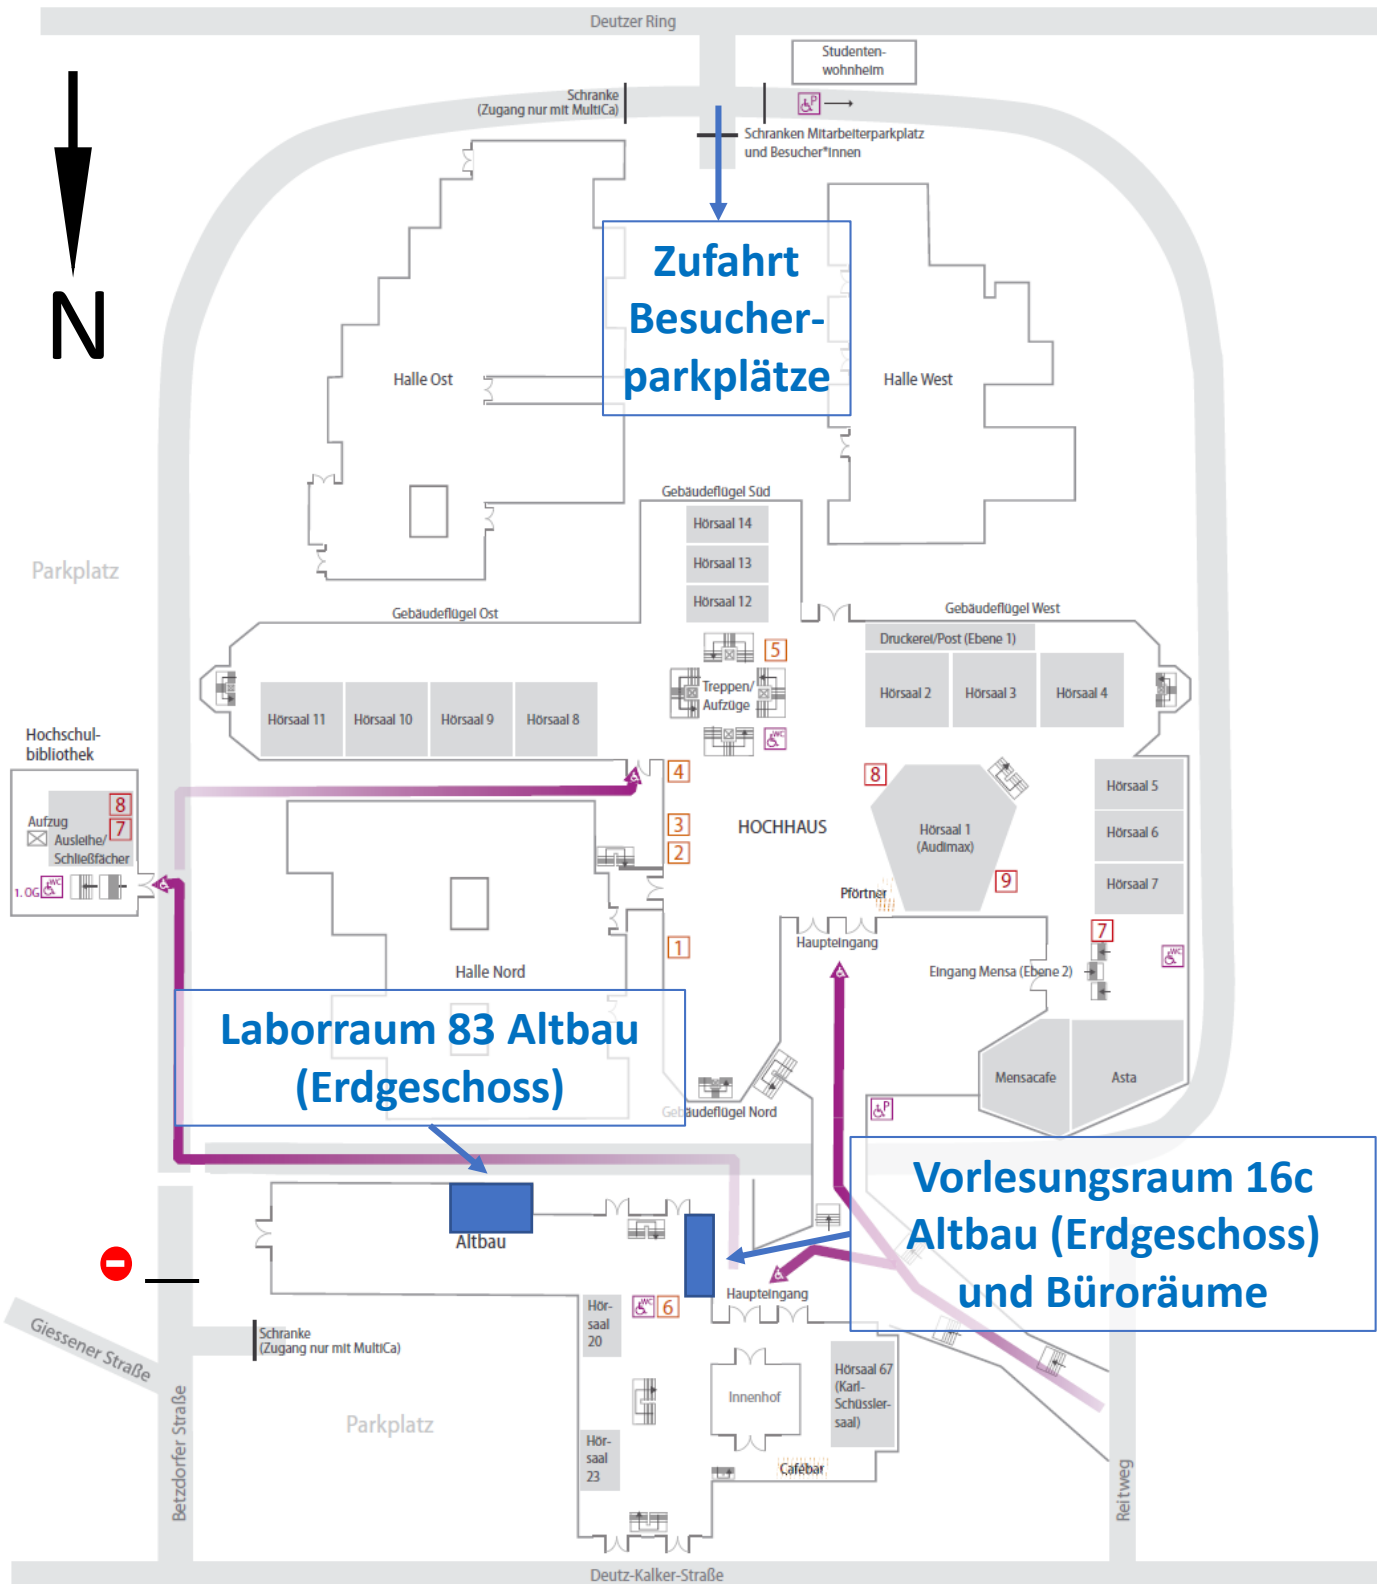 Deutzer Ring
Studenten-
wohnheim
Schranke
(Zugang nur mit MultiCa)
P
Schranken Mitarbeiterparkplatz
und Besucher*innen
N
Zufahrt
Besucher-
parkplätze
Halle Ost
Halle West
Gebäudeflügel Süd
Hörsaal 14
Hörsaal 13
Hörsaal 12
Parkplatz
Gebäudeflügel Ost
Gebäudeflügel West
Druckerei/Post (Ebene 1)
5
Treppen/
Aufzüge
WC
Hörsaal 2
Hörsaal 3
Hörsaal 4
Hörsaal 11
Hörsaal 10
Hörsaal 9
Hörsaal 8
Hochschul-
bibliothek
8
7
Aufzug
Ausleihe/
Schließfächer
1. OG
WC
4
3
2
1
HOCHHAUS
8
Hörsaal 1
(Audimax)
9
Pförtner
Haupteingang
Hörsaal 5
Hörsaal 6
Hörsaal 7
7
WC
Eingang Mensa (Ebene 2)
Halle Nord
Laborraum 83 Altbau
(Erdgeschoss)
Gebäudeflügel Nord
Mensacafe
Asta
P
Vorlesungsraum 16c
Altbau (Erdgeschoss)
und Büroräume
Altbau
Haupteingang
WC
6
Hör-
saal
20
Schranke
(Zugang nur mit MultiCa)
Giessener Straße
Betzdorfer Straße
Parkplatz
Innenhof
Hörsaal 67
(Karl-
Schüssler-
saal)
Hör-
saal
23
Cafébar
Reitweg
Deutz-Kalker-Straße